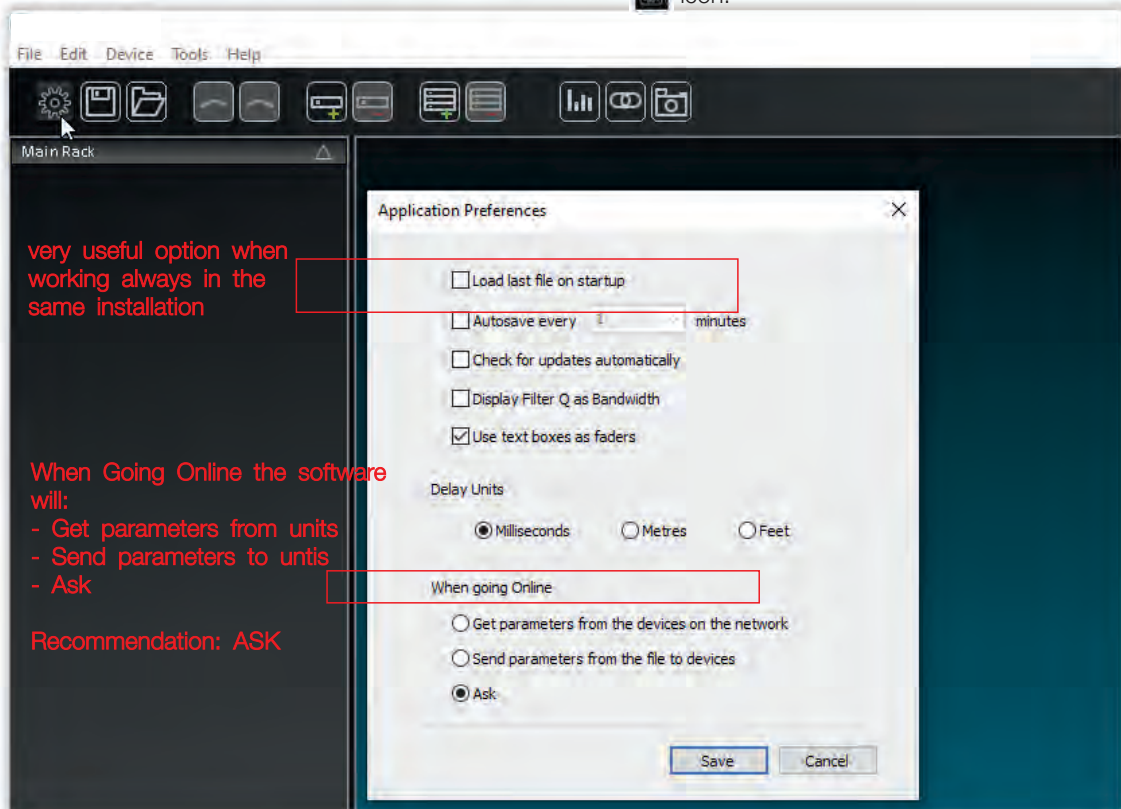 icon.
File Edit Device Tools Help
Main Rack
Application Preferences
very useful option when
working always in the
same installation
Load last file on startup
Autosave every minutes
Check for updates automatically
Display Filter Q as Bandwidth
Use text boxes as faders
When Going Online the software
will:
- Get parameters from units
- Send parameters to untis
- Ask
Recommendation: ASK
Delay Units
Milliseconds Metres Feet
When going Online
Get parameters from the devices on the network
Send parameters from the file to devices
Ask
Save Cancel